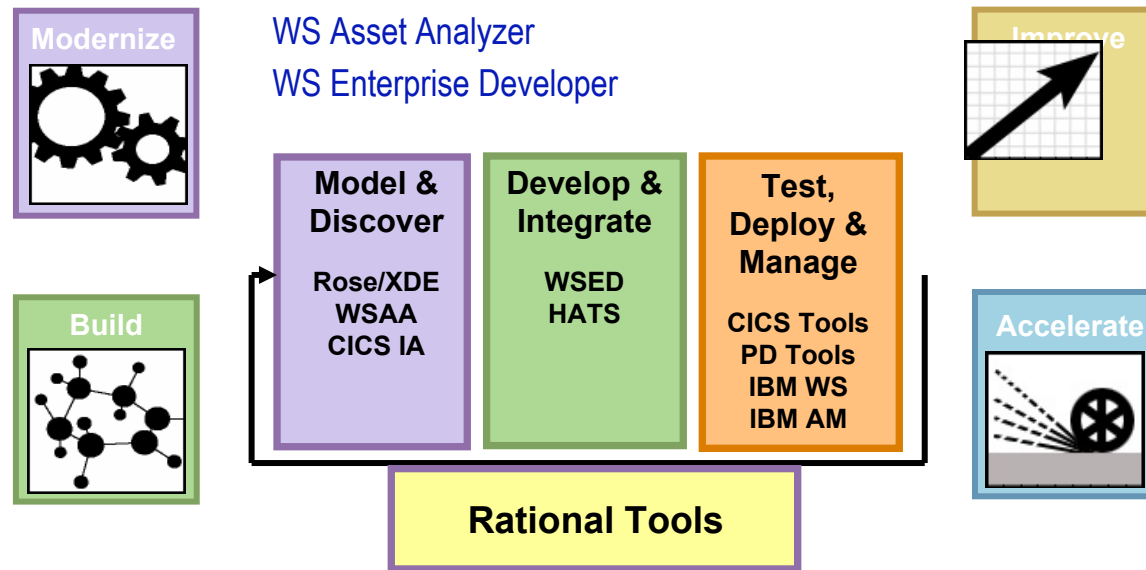 Modernize
WS Asset Analyzer
WS Enterprise Developer
Improve
Model &
Discover
Rose/XDE
WSAA
CICS IA
Develop &
Integrate
WSED
HATS
Test,
Deploy &
Manage
CICS Tools
PD Tools
IBM WS
IBM AM
Build
Accelerate
Rational Tools